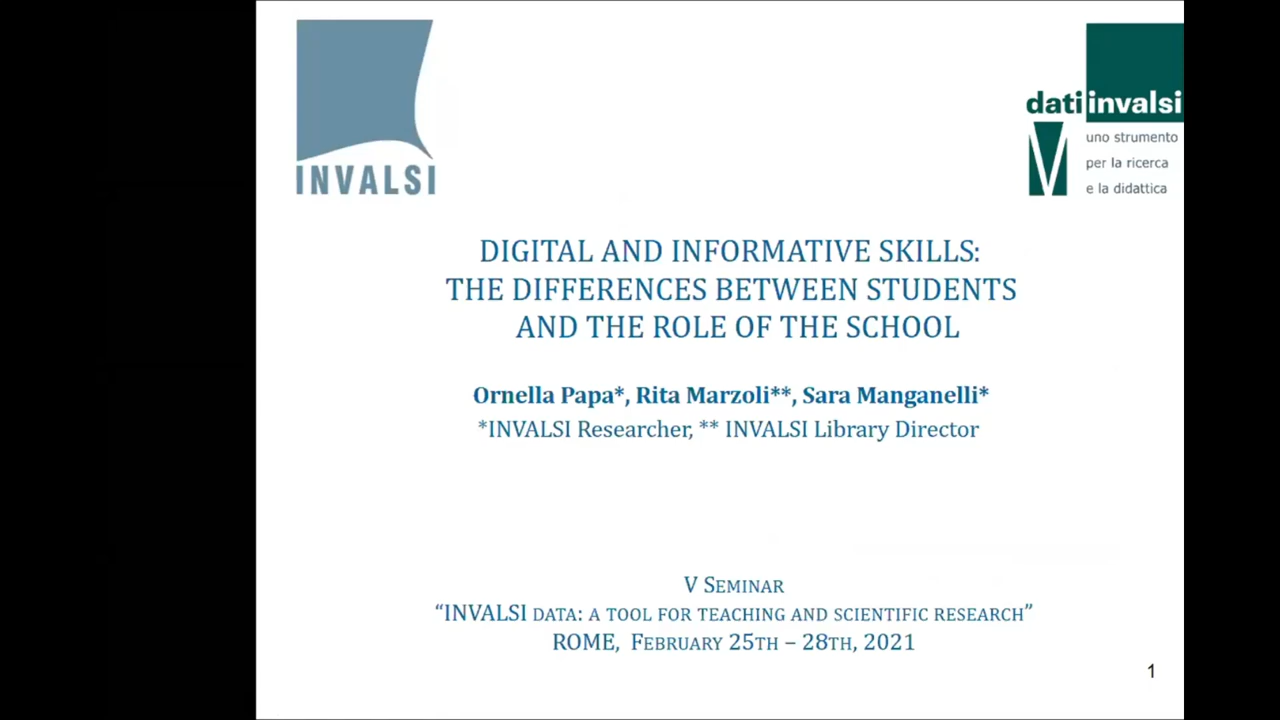 INVALSI
datiinvalsi
V
uno strumento
per la ricerca
e la didattica
DIGITAL AND INFORMATIVE SKILLS:
THE DIFFERENCES BETWEEN STUDENTS
AND THE ROLE OF THE SCHOOL
Ornella Papa*, Rita Marzoli**, Sara Manganelli*
*INVALSI Researcher, ** INVALSI Library Director
V SEMINAR
“INVALSI DATA: A TOOL FOR TEACHING AND SCIENTIFIC RESEARCH”
ROME, FEBRUARY 25TH – 28TH, 2021
1